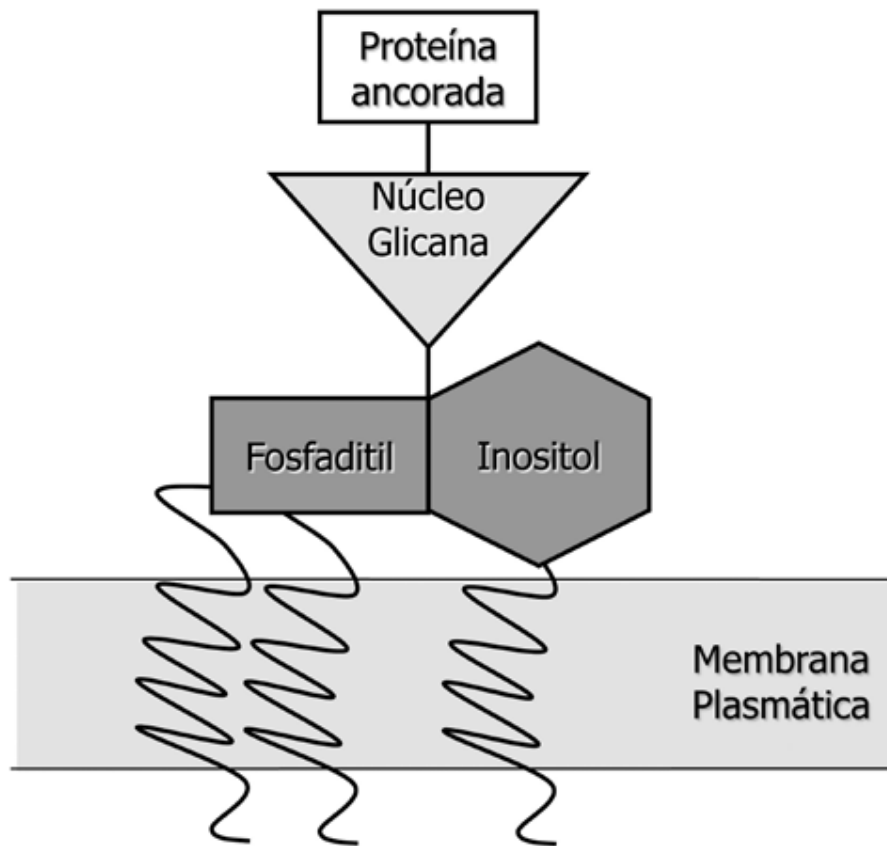 Proteína
ancorada
Núcleo
Glicana
Fosfaditil
Inositol
Membrana
Plasmática